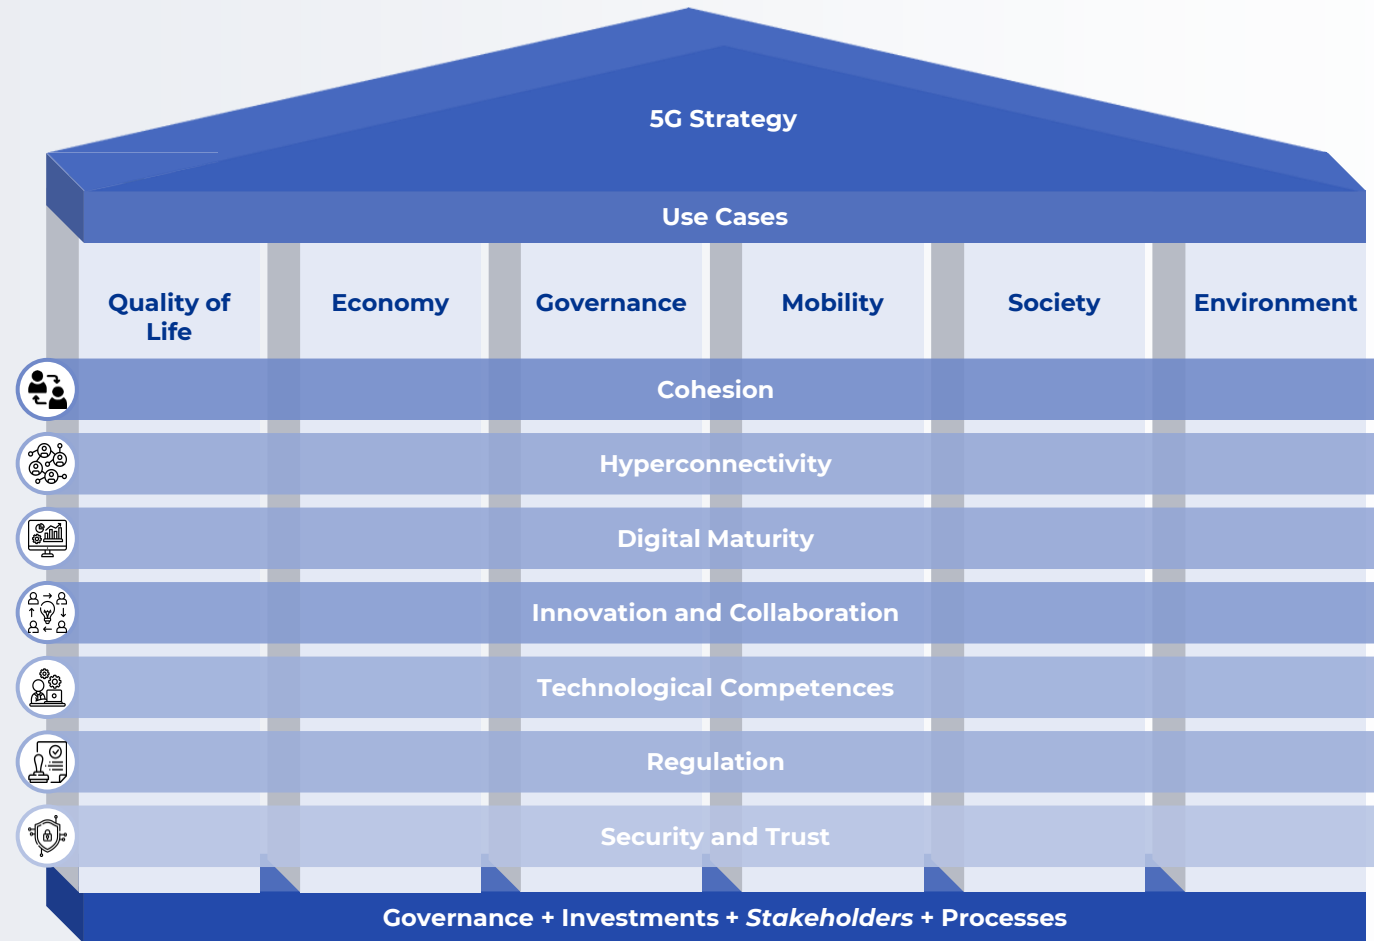 5G Strategy
Use Cases
Quality of
Life
Economy
Governance
Mobility
Society
Environment
Cohesion
Hyperconnectivity
Digital Maturity
Innovation and Collaboration
Technological Competences
Regulation
Security and Trust
Governance + Investments + Stakeholders + Processes